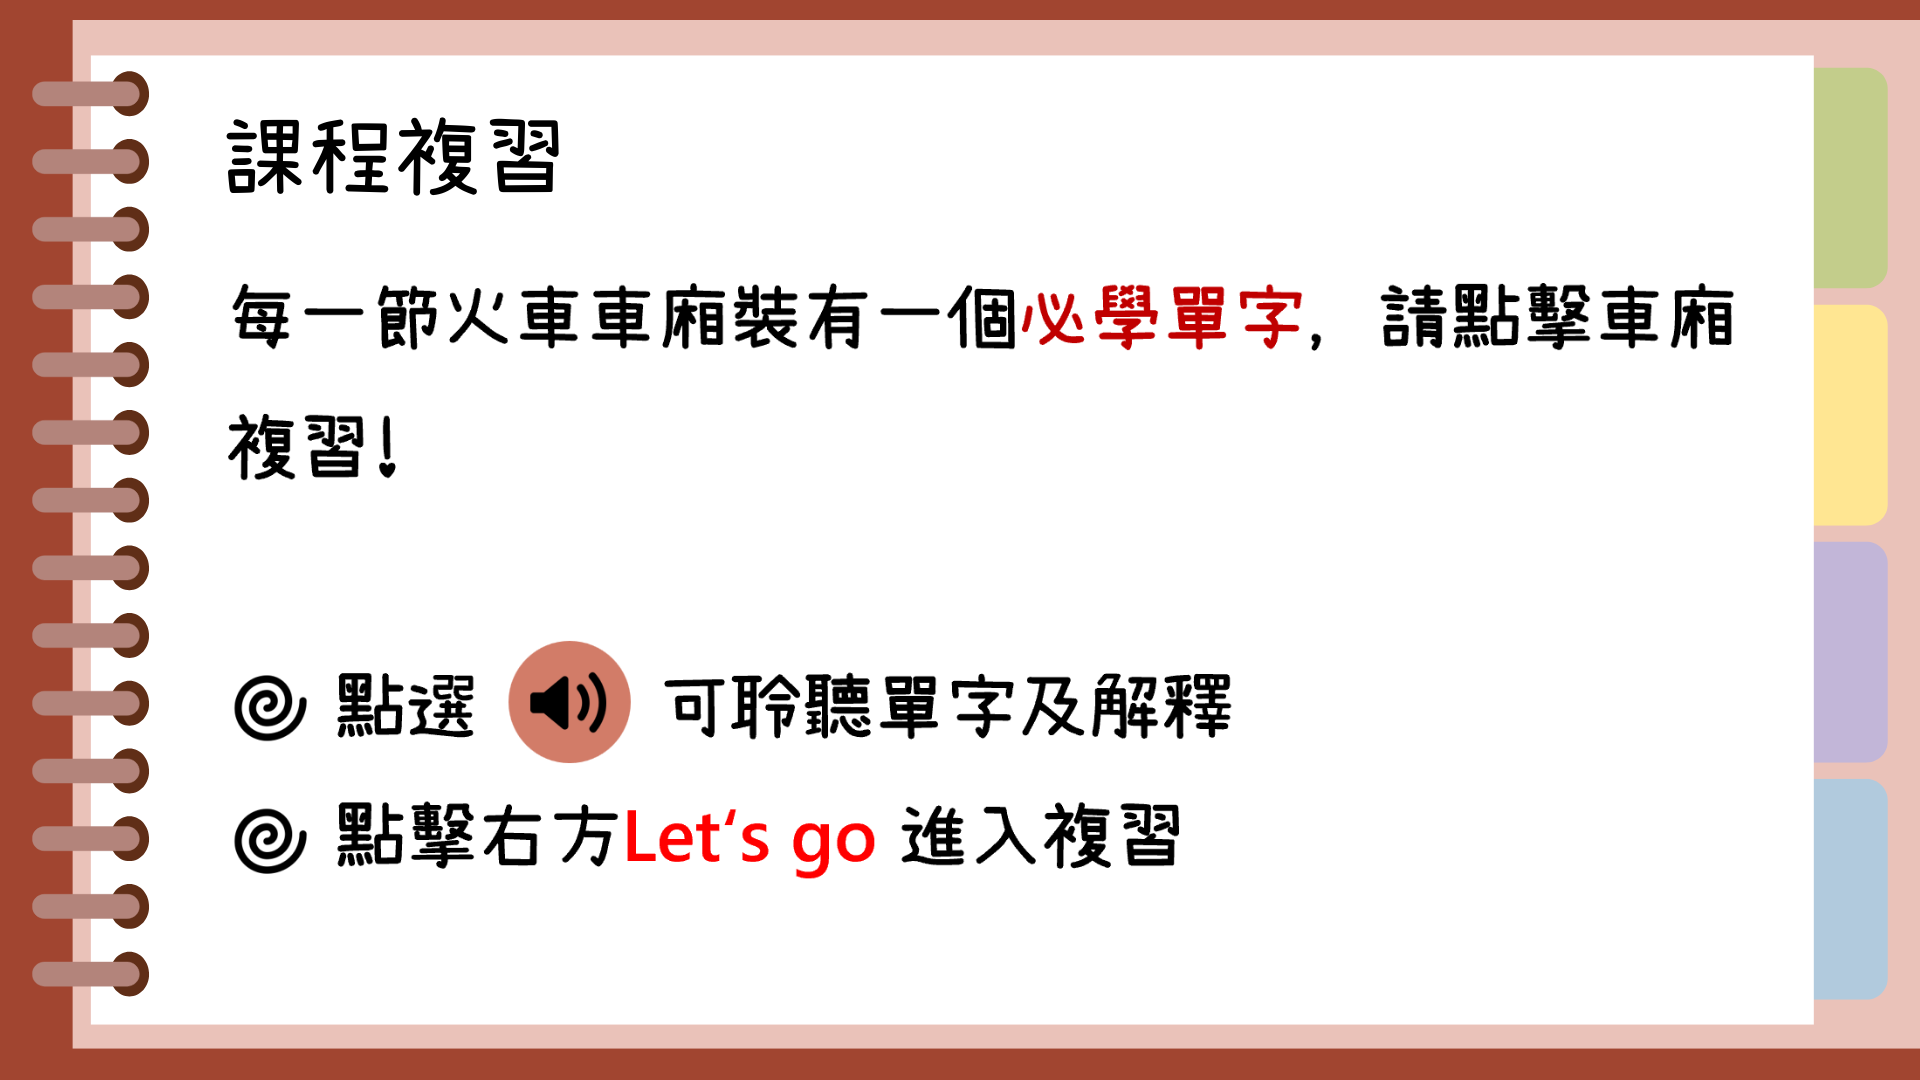 課程複習
每一節火車車廂裝有一個必學單字，請點擊車廂
複習！
點選 可聆聽單字及解釋
點擊右方Let‘s go 進入複習